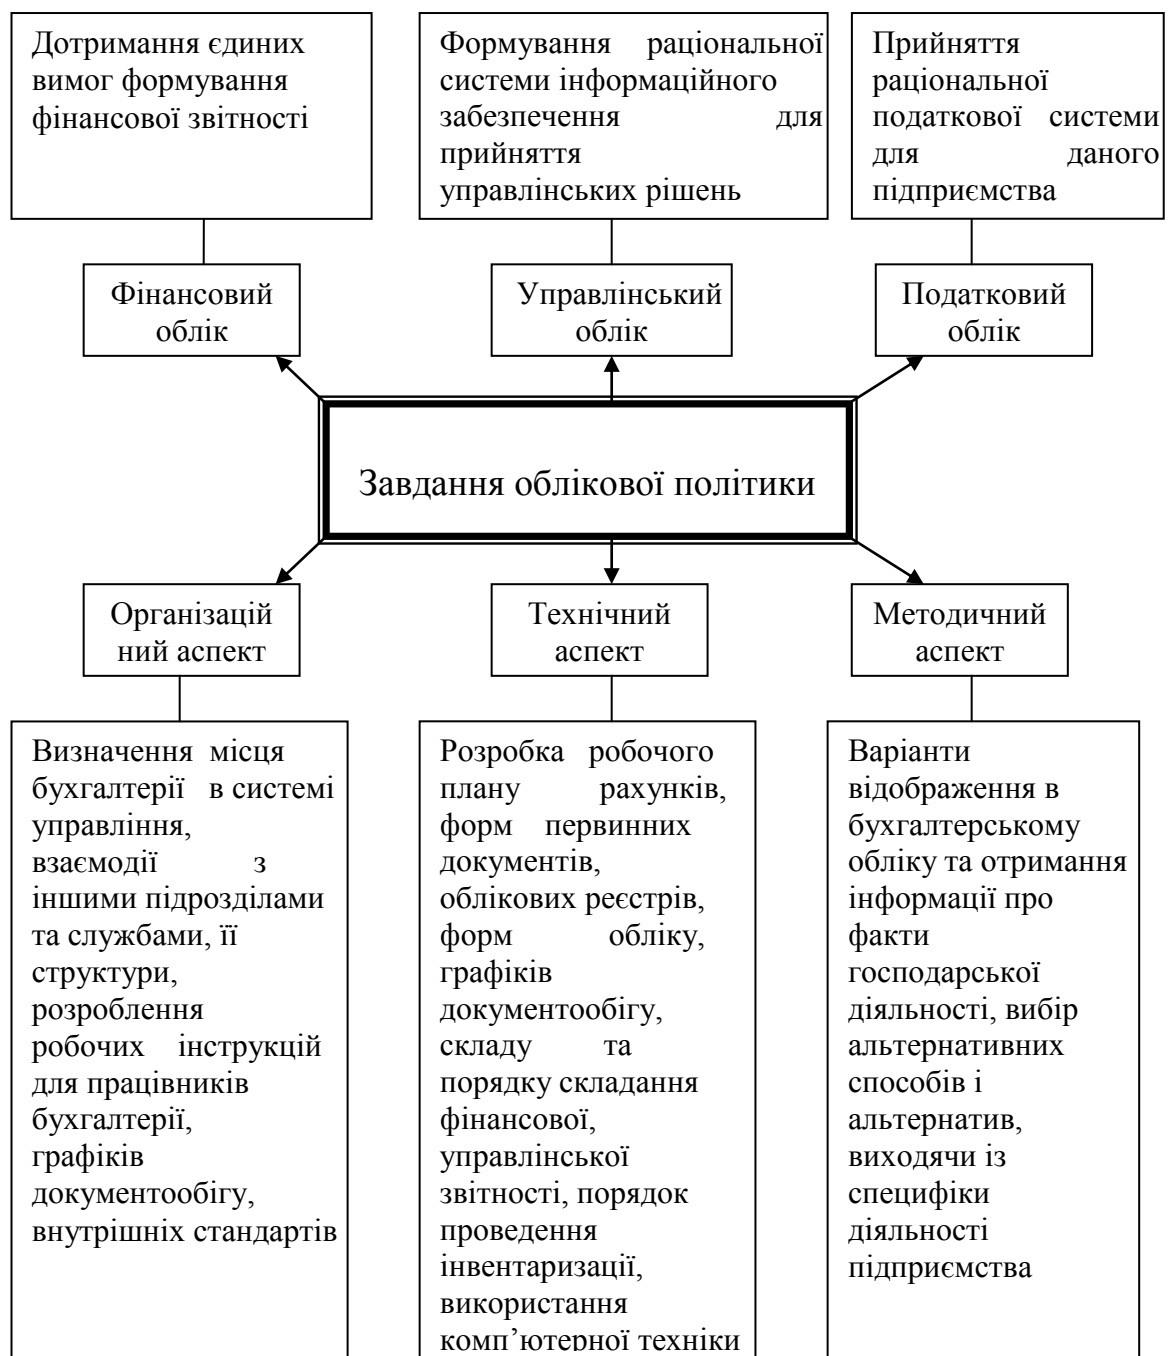 Дотримання єдиних
вимог формування
фінансової звітності
Формування раціональної
системи інформаційного
забезпечення для
прийняття
управлінських рішень
Прийняття
раціональної
податкової системи
для даного
підприємства
Фінансовий
облік
Управлінський
облік
Податковий
облік
Завдання облікової політики
Організацій
ний аспект
Технічний
аспект
Методичний
аспект
Визначення місця
бухгалтерії в системі
управління,
взаємодії з
іншими підрозділами
та службами, її
структури,
розроблення
робочих інструкцій
для працівників
бухгалтерії,
графіків
документообігу,
внутрішніх стандартів
Розробка робочого
плану рахунків,
форм первинних
документів,
облікових реєстрів,
форм обліку,
графіків
документообігу,
складу та
порядку складання
фінансової,
управлінської
звітності, порядок
проведення
інвентаризації,
використання
комп’ютерної техніки
Варіанти
відображення в
бухгалтерському
обліку та отримання
інформації про
факти
господарської
діяльності, вибір
альтернативних
способів і
альтернатив,
виходячи із
специфіки
діяльності
підприємства